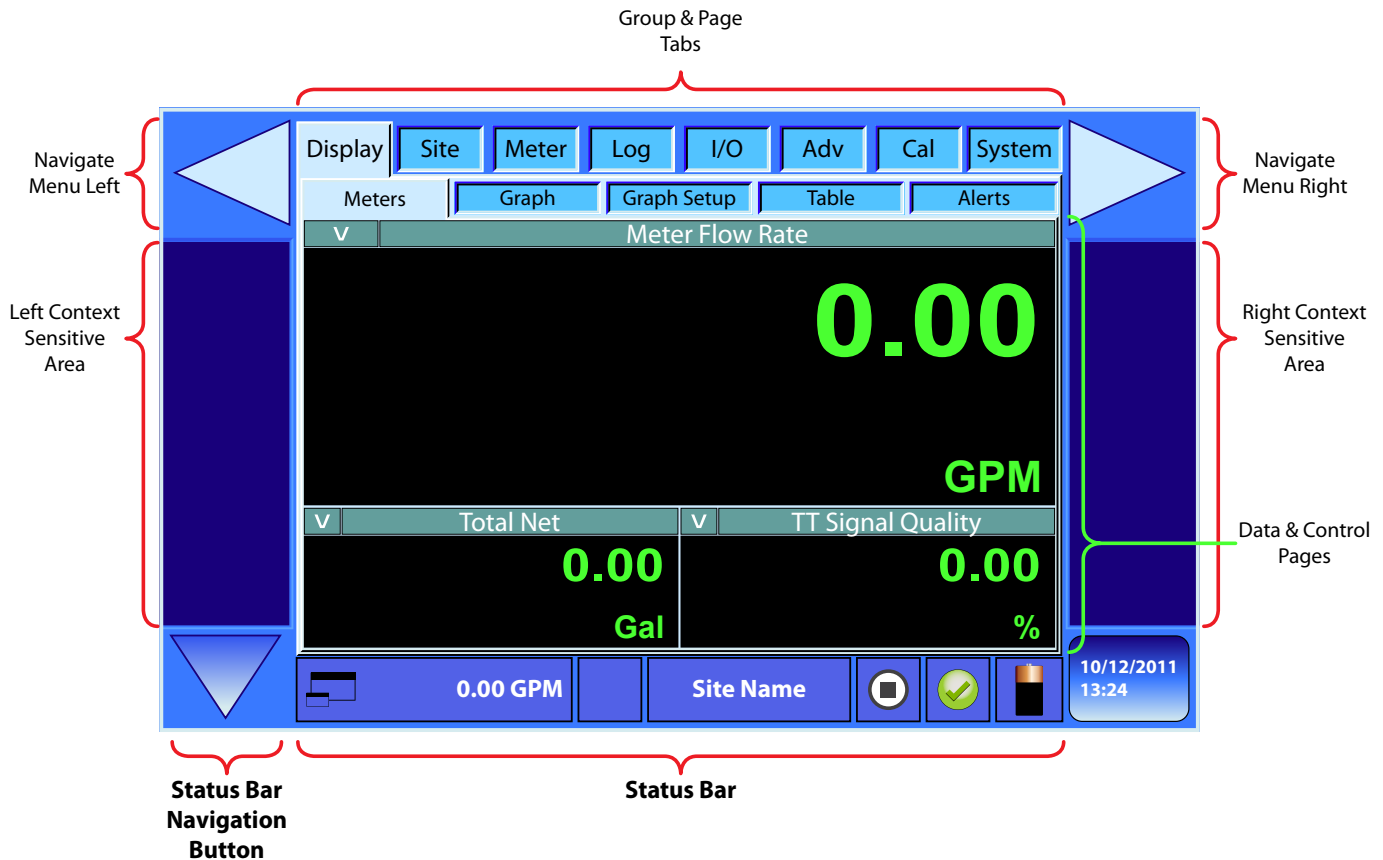 Group & Page
Tabs
Navigate
Menu Left
Display
Site
Meter
Log
I/O
Adv
Cal
System
Navigate
Menu Right
Meters
Graph
Graph Setup
Table
Alerts
V
Meter Flow Rate
0.00
GPM
Left Context
Sensitive
Area
Right Context
Sensitive
Area
V
Total Net
V
TT Signal Quality
0.00
Gal
0.00
%
Data & Control
Pages
0.00 GPM
Site Name
10/12/2011
13:24
Status Bar
Navigation
Button
Status Bar